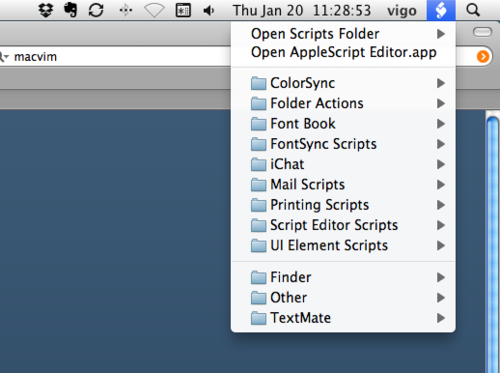 Thu Jan 20 11:28:53 vigo
macvim
Open Scripts Folder
Open AppleScript Editor.app
ColorSync
Folder Actions
Font Book
FontSync Scripts
iChat
Mail Scripts
Printing Scripts
Script Editor Scripts
UI Element Scripts
Finder
Other
TextMate